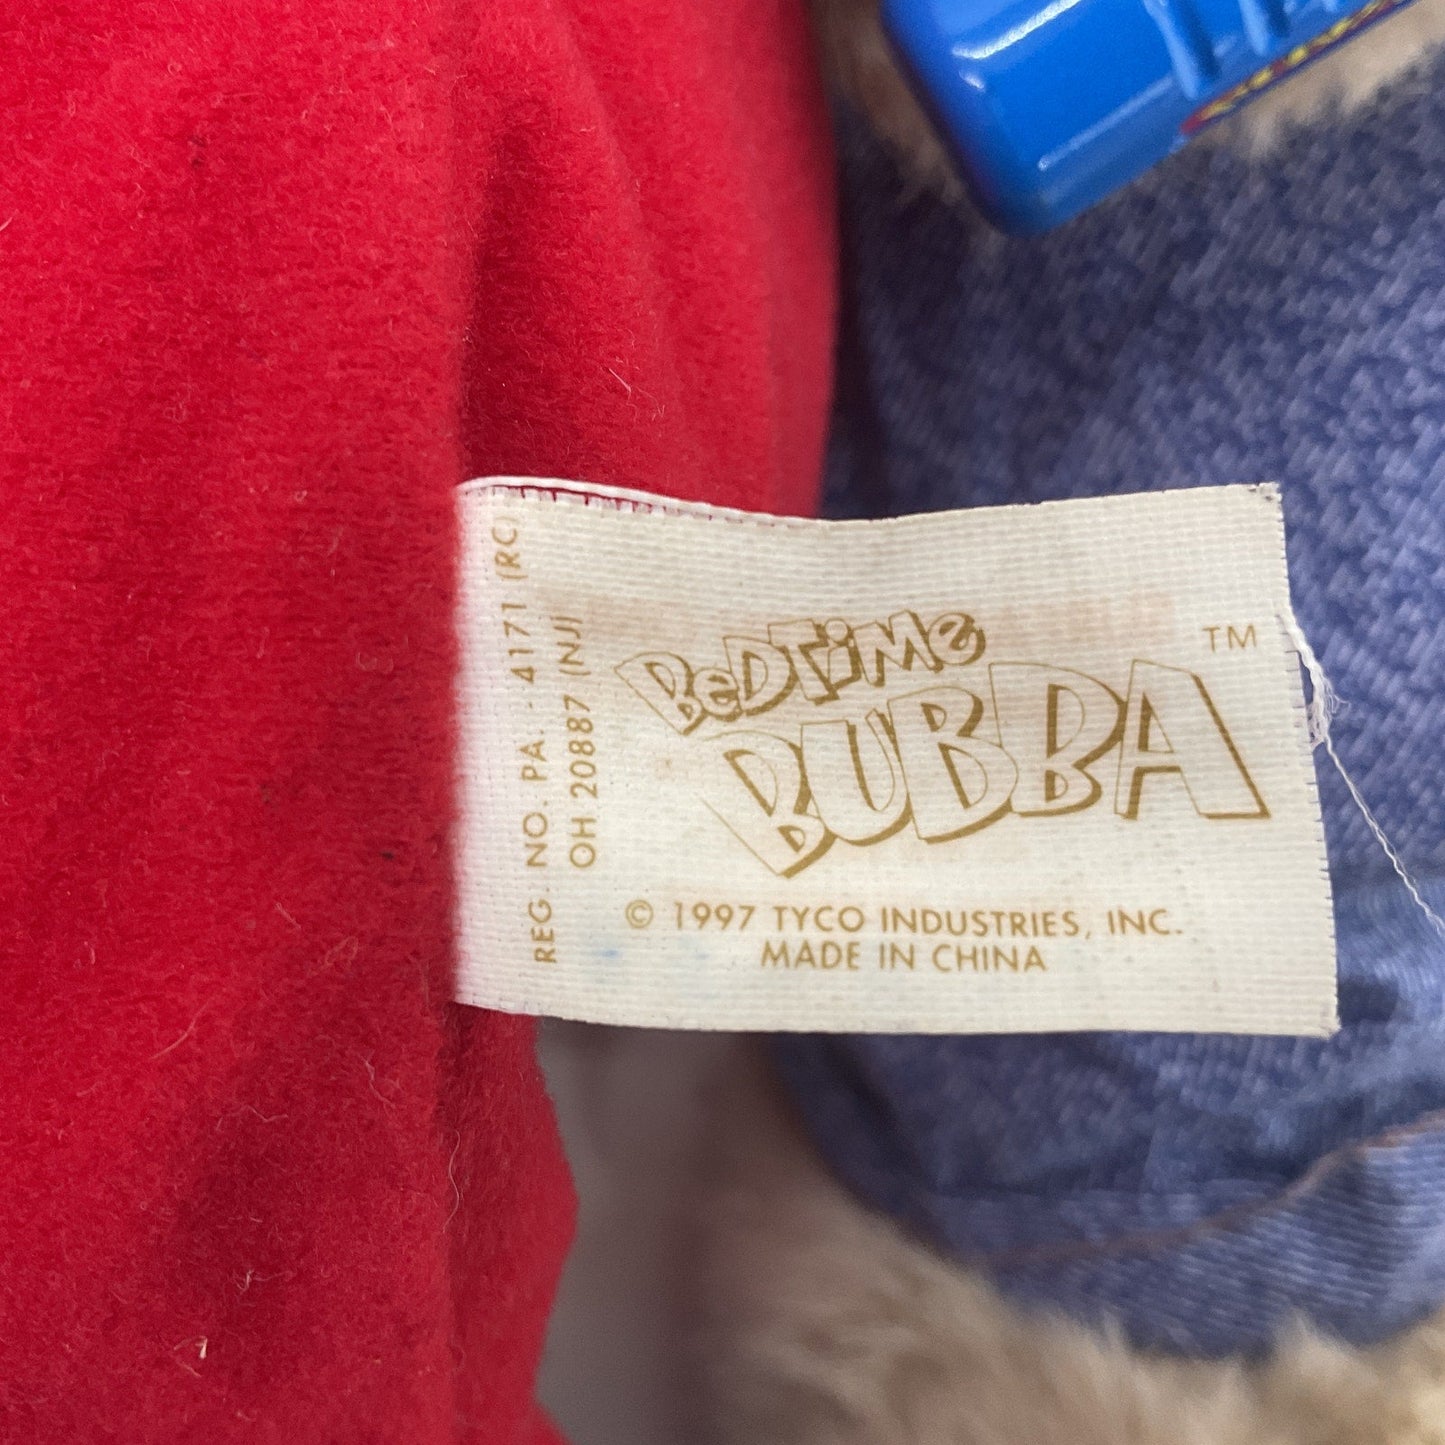 REG. NO. PA. - 4171 (RC)
OH 20887 (NJ)
BeDTiMe
BUBBA ™
© 1997 TYCO INDUSTRIES, INC.
MADE IN CHINA